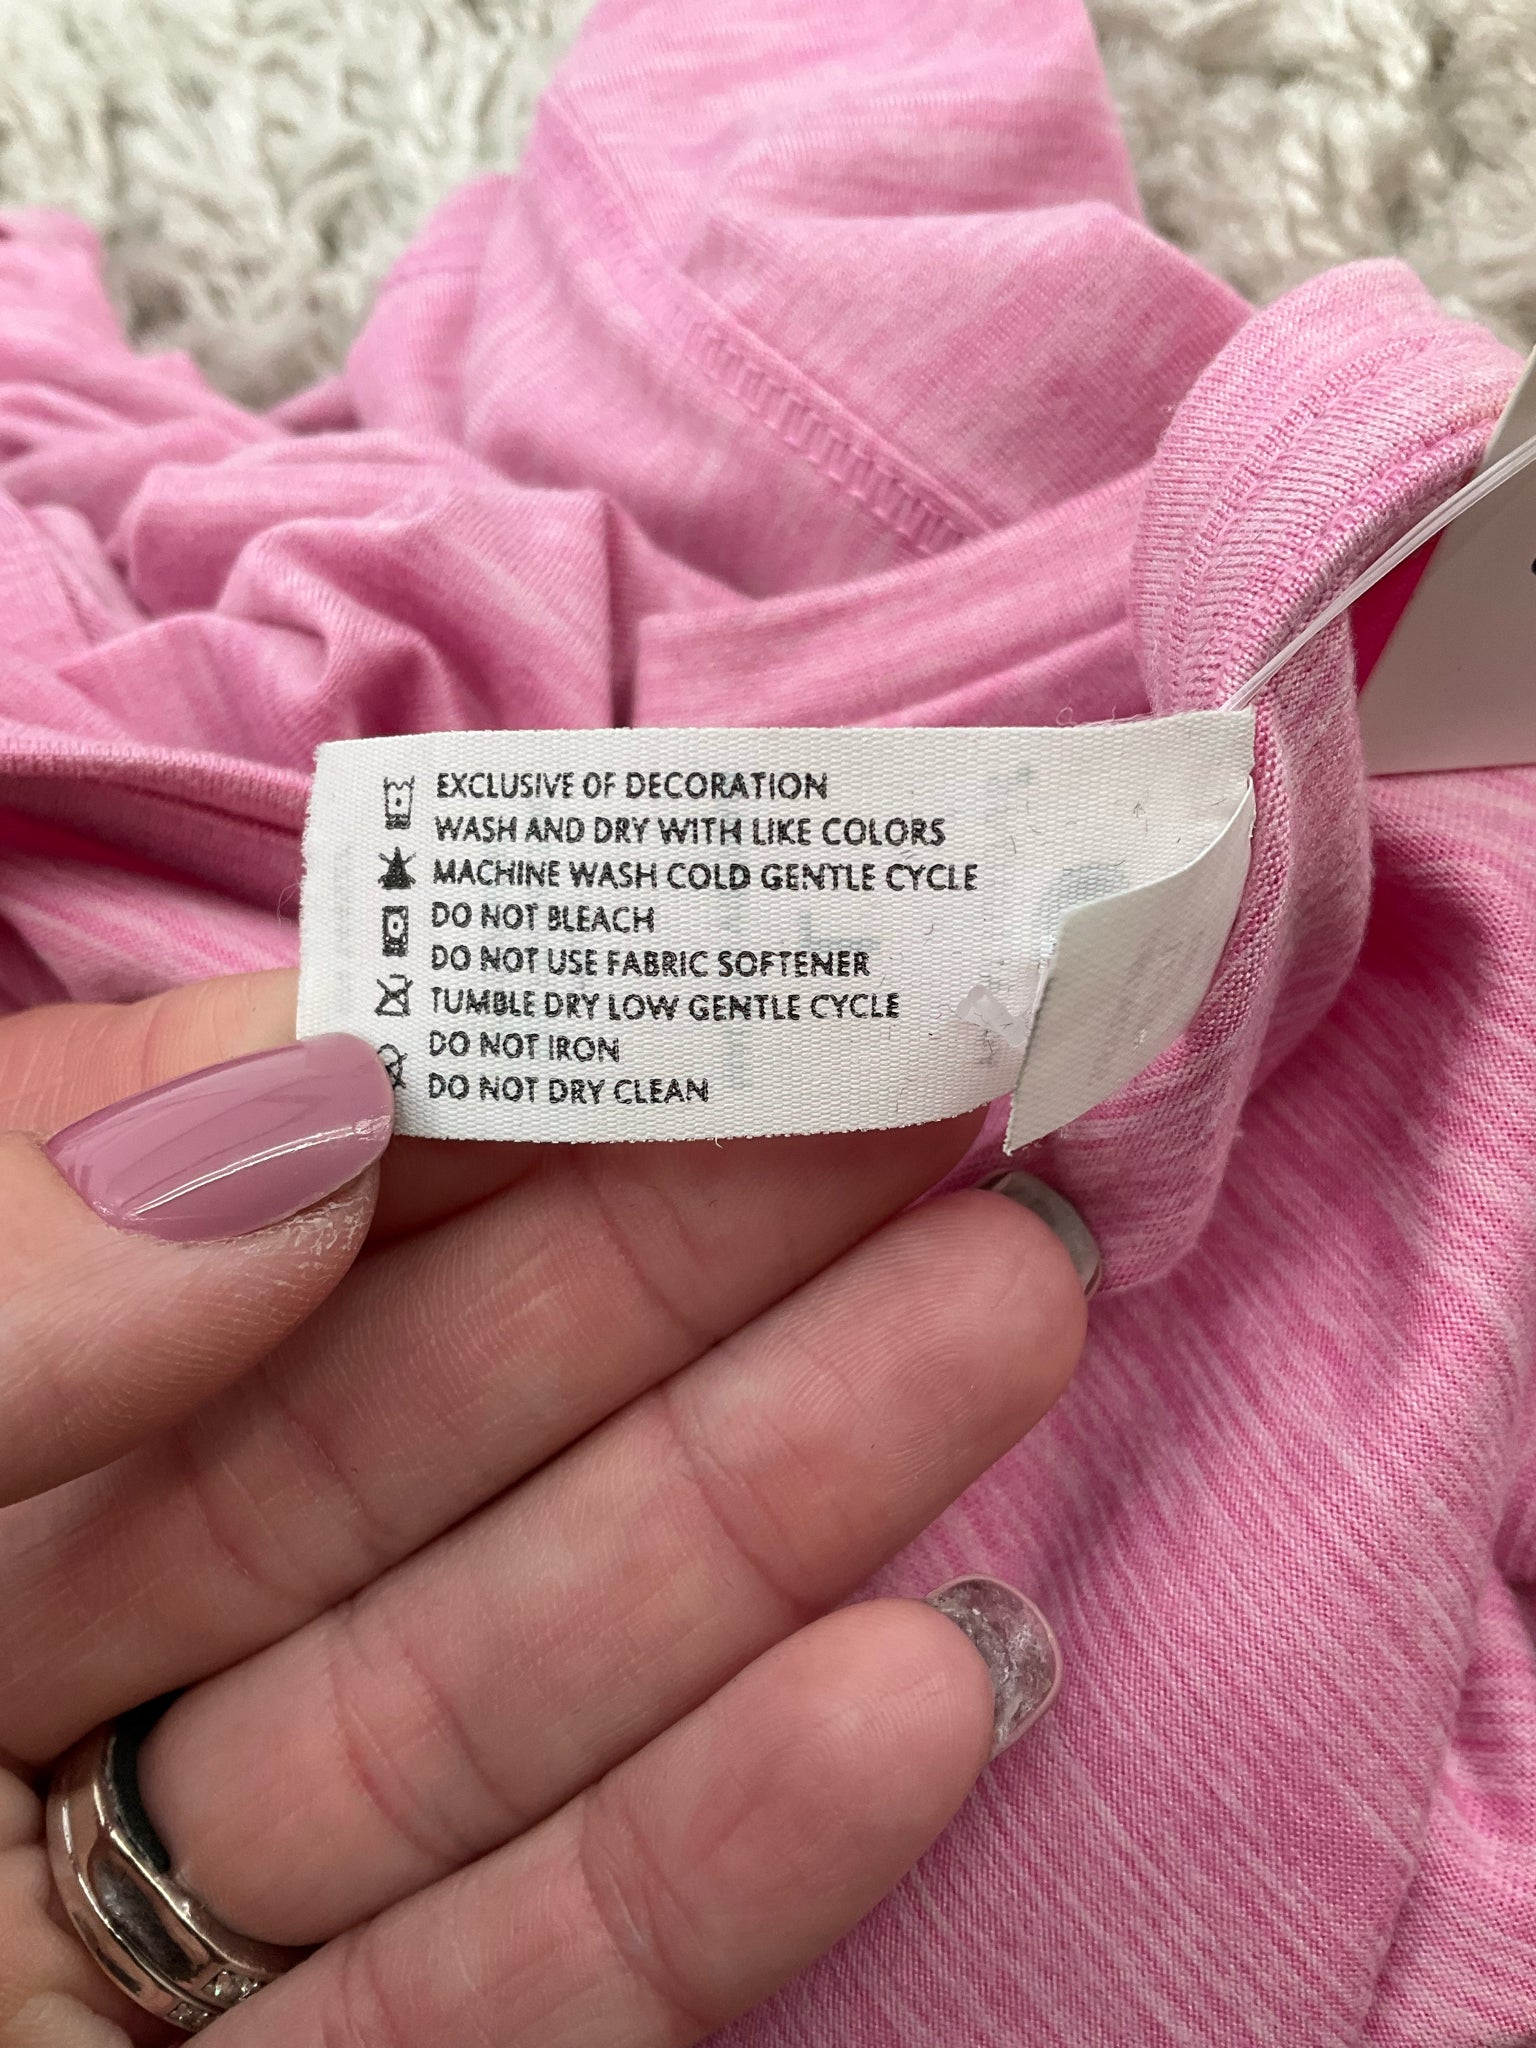 EXCLUSIVE OF DECORATION
WASH AND DRY WITH LIKE COLORS
MACHINE WASH COLD GENTLE CYCLE
DO NOT BLEACH
DO NOT USE FABRIC SOFTENER
TUMBLE DRY LOW GENTLE CYCLE
DO NOT IRON
DO NOT DRY CLEAN